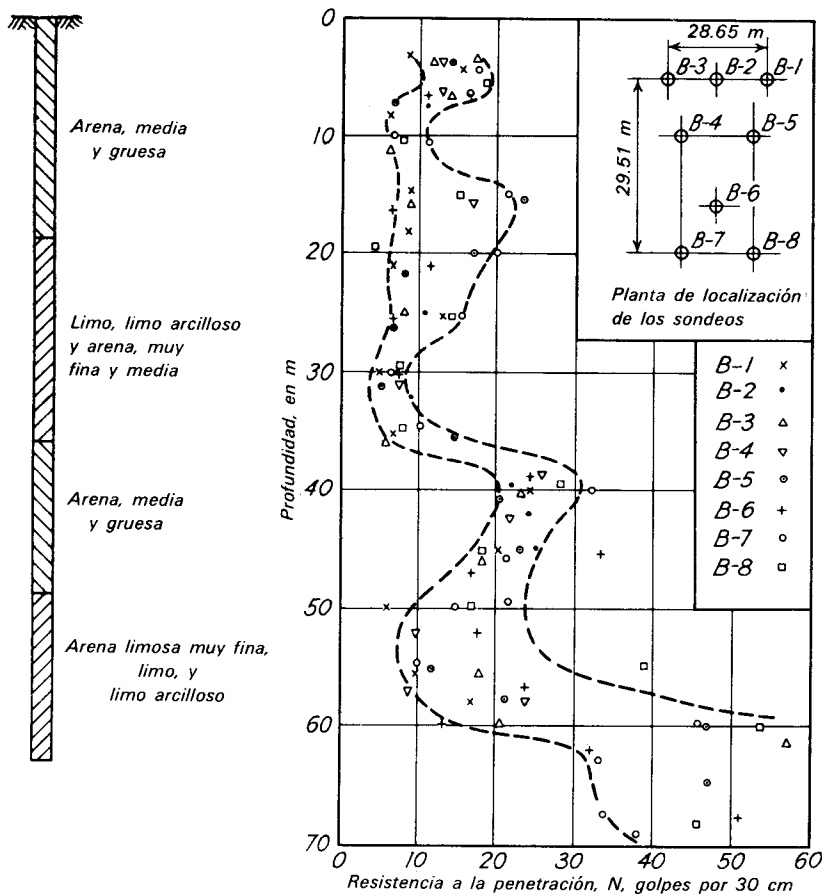 Arena, media
y gruesa
Limo, limo arcilloso
y arena, muy
fina y media
Arena, media
y gruesa
Arena limosa muy fina,
limo, y
limo arcilloso
Profundidad, en m
0
10
20
30
40
50
60
70
0 10 20 30 40 50 60
Resistencia a la penetración, N, golpes por 30 cm
28.65 m
B-3 B-2 B-1
29.51 m
B-4 B-5
B-6
B-7 B-8
Planta de localización
de los sondeos
B-1
B-2
B-3
B-4
B-5
B-6
B-7
B-8